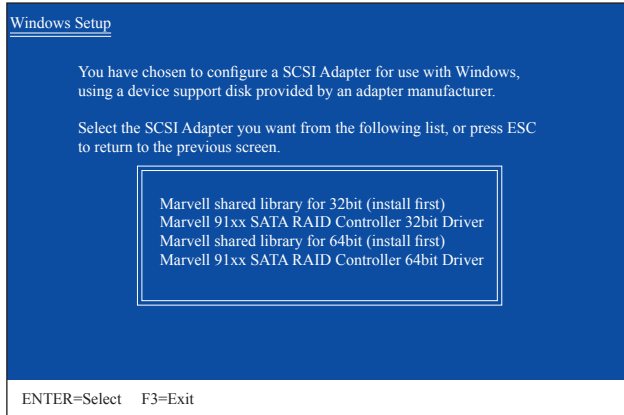 Windows Setup
You have chosen to configure a SCSI Adapter for use with Windows,
using a device support disk provided by an adapter manufacturer.
Select the SCSI Adapter you want from the following list, or press ESC
to return to the previous screen.
Marvell shared library for 32bit (install first)
Marvell 91xx SATA RAID Controller 32bit Driver
Marvell shared library for 64bit (install first)
Marvell 91xx SATA RAID Controller 64bit Driver
ENTER=Select F3=Exit